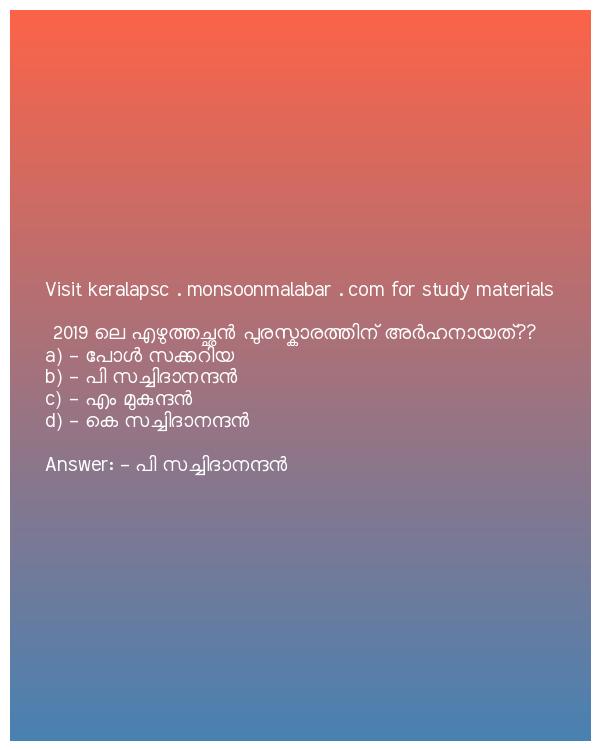 Visit keralapsc . monsoonmalabar . com for study materials
2019 ലെ എഴുത്തച്ഛൻ പുരസ്കാരത്തിന് അർഹനായത്??
a) - പോൾ സക്കറിയ
b) - പി സച്ചിദാനന്ദൻ
c) - എം മുകുന്ദൻ
d) - കെ സച്ചിദാനന്ദൻ
Answer: - പി സച്ചിദാനന്ദൻ